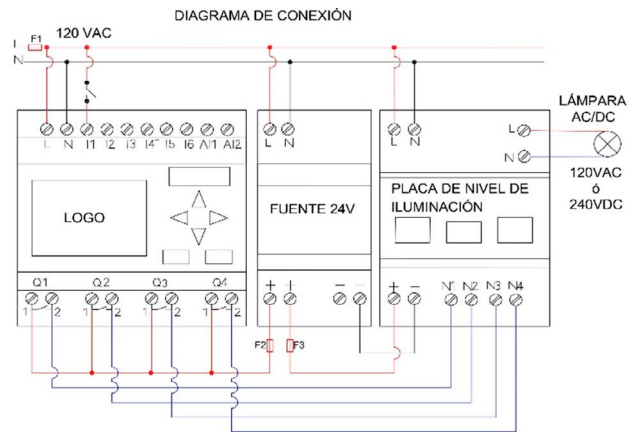 DIAGRAMA DE CONEXIÓN
L F1 120 VAC
N
L N I1 I2 I3 I4 I5 I6 AI1 AI2
L N
L N
L
N
LÁMPARA
AC/DC
120VAC
ó
240VDC
LOGO
FUENTE 24V
PLACA DE NIVEL DE
ILUMINACIÓN
Q1 Q2 Q3 Q4
1 2 1 2 1 2 1 2
+ + - -
+ - N1 N2 N3 N4
F2 F3